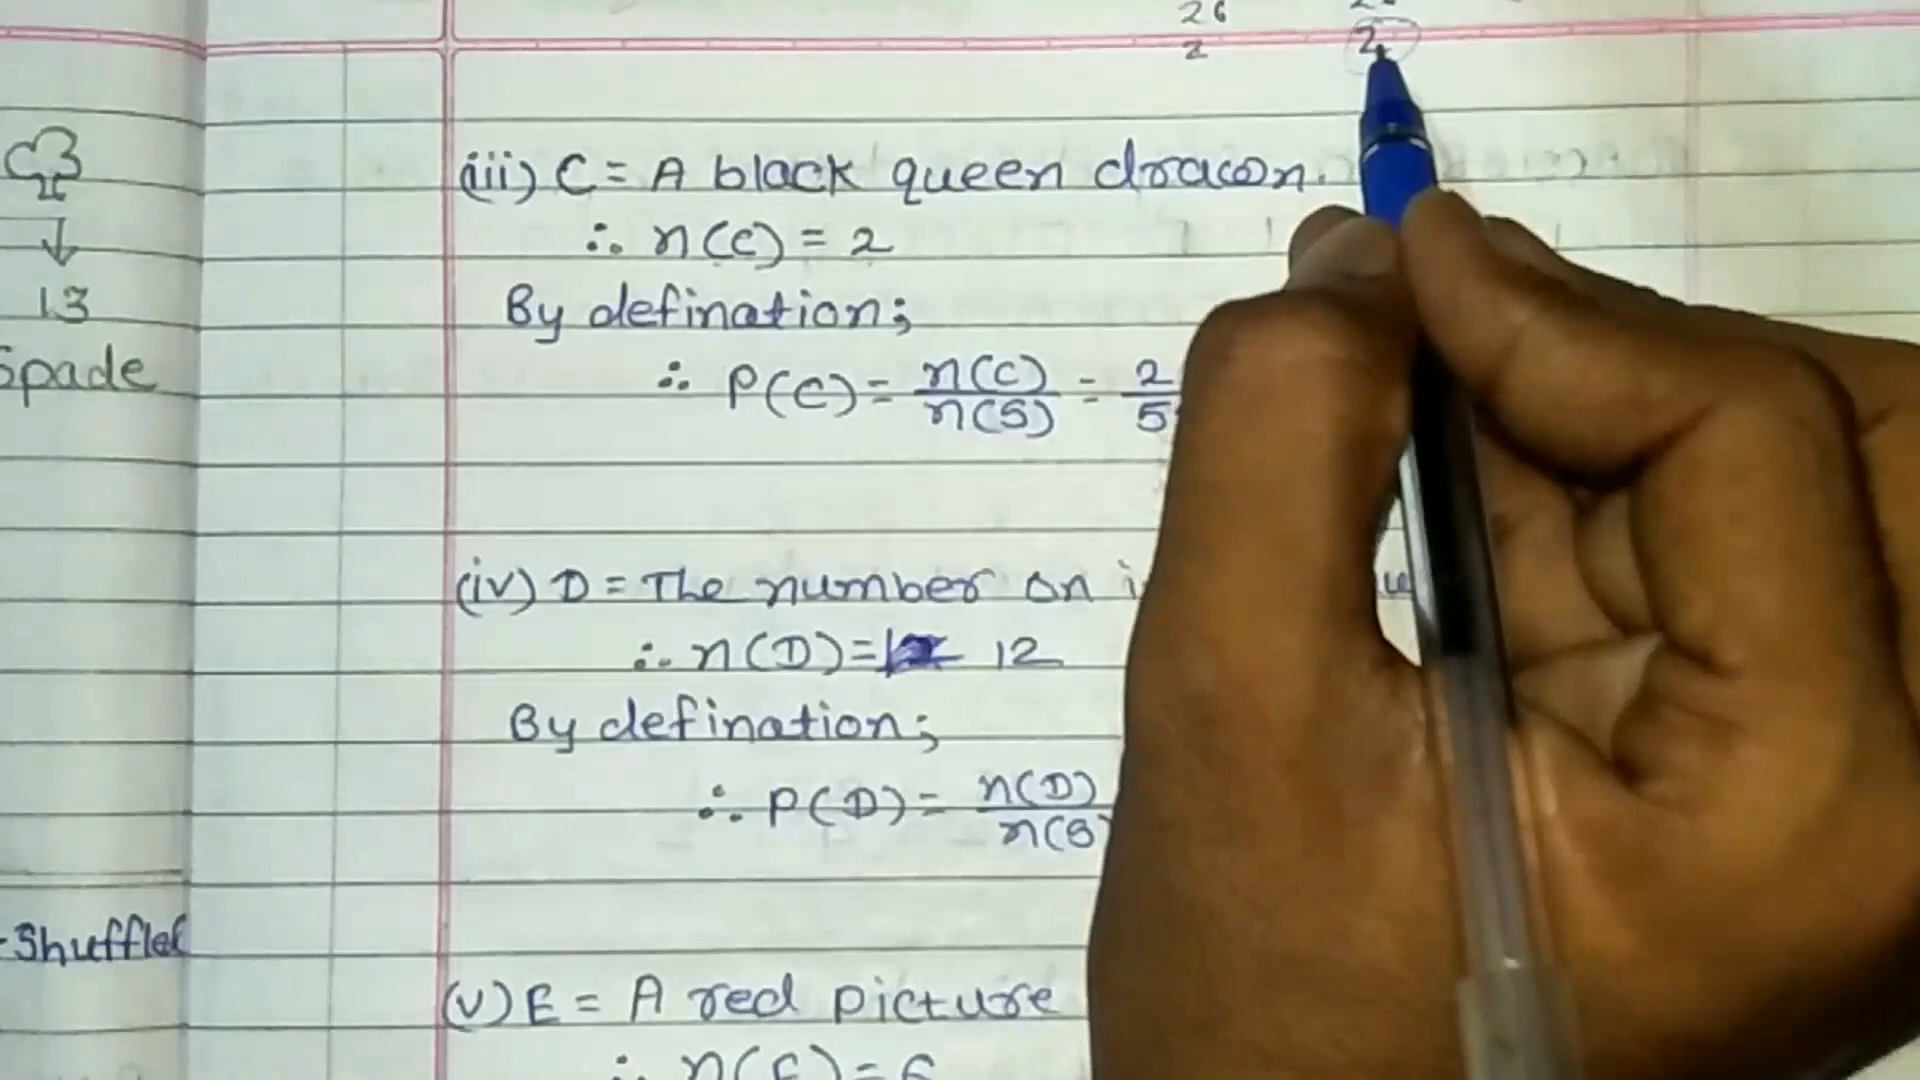 26
2 2
(iii) C = A black queen drawn.
∴ n(C) = 2
By defination;
∴ P(C) = n(C)/n(S) = 2/5
(iv) D = The number on
∴ n(D) = 12
By defination;
∴ P(D) = n(D)/n(S)
(v) E = A red picture
∴ n(E) = 6
13
Spade
-Shuffled